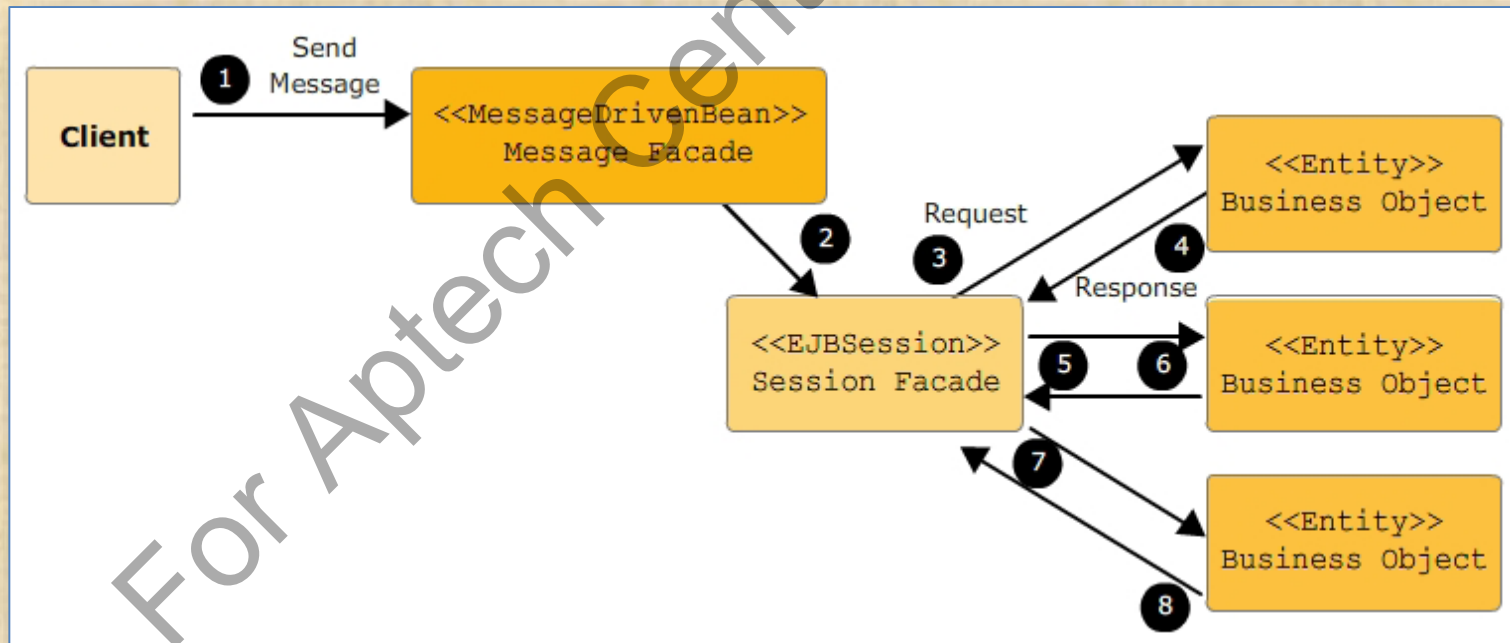 Client
1
Send
Message
<<MessageDrivenBean>>
Message Facade
2
<<EJBSession>>
Session Facade
Request
3
4
Response
<<Entity>>
Business Object
5
6
<<Entity>>
Business Object
7
8
<<Entity>>
Business Object
For Aptech Cent